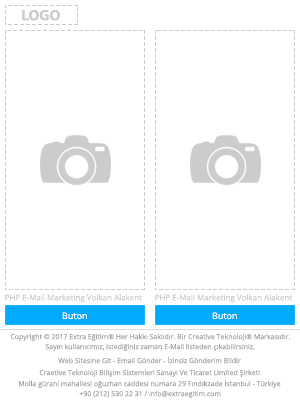 LOGO
PHP E-Mail Marketing Volkan Alakent
PHP E-Mail Marketing Volkan Alakent
Buton
Buton
Copyright © 2017 Extra Eğitim® Her Hakkı Saklıdır. Bir Creative Teknoloji® Markasıdır.
Sayın kullanıcımız, istediğiniz zaman E-Mail listeden çıkabilirsiniz.
Web Sitesine Git - Email Gönder - İzinsiz Gönderim Bildir
Craetive Teknoloji Bilişim Sistemleri Sanayi Ve Ticaret Limited Şirketi
Molla gürani mahallesi oğuzhan caddesi numara 29 Fındıkzade İstanbul - Türkiye
+90 (212) 530 22 31 / info@extraegitim.com